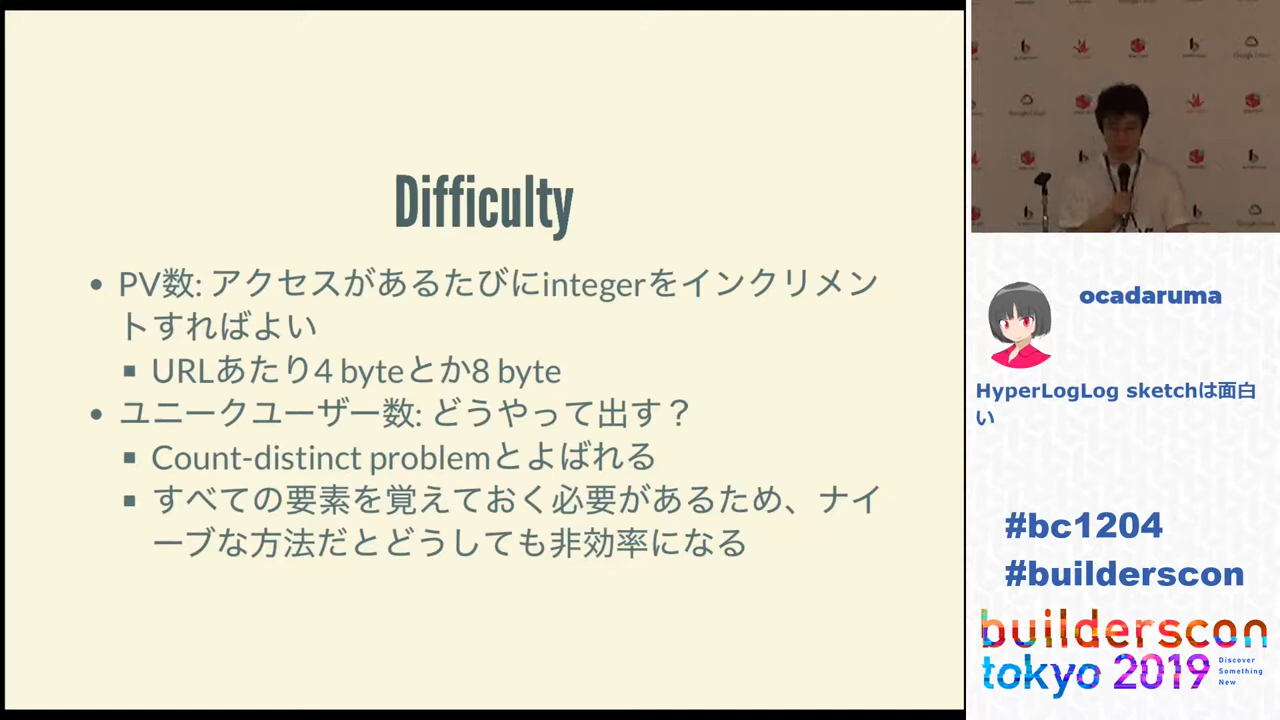 Difficulty
• PV数: アクセスがあるたびにintegerをインクリメン
トすればよい
▪ URLあたり4 byteとか8 byte
• ユニークユーザー数: どうやって出す？
▪ Count-distinct problemとよばれる
▪ すべての要素を覚えておく必要があるため、ナイ
ーブな方法だとどうしても非効率になる
ocadaruma
HyperLogLog sketchは面白
い
#bc1204
#builderscon
builderscon
tokyo 2019
Discover
Something
New